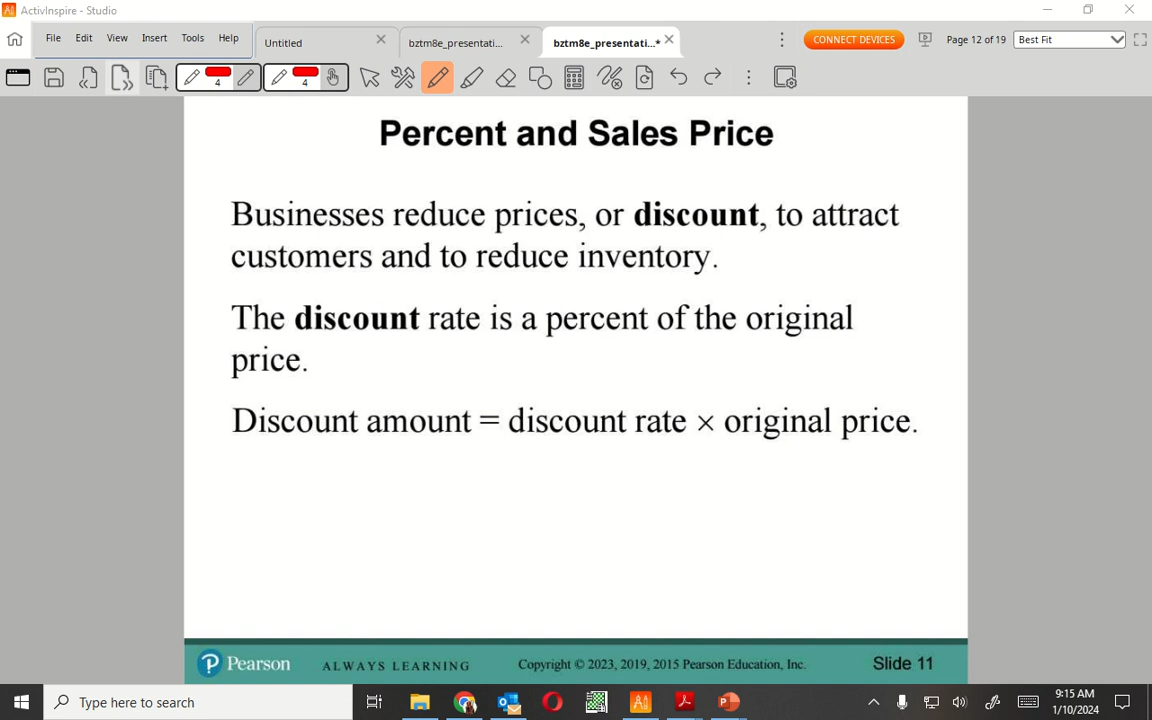 ActivInspire - Studio
File Edit View Insert Tools Help
Untitled
bztm8e_presentati...
bztm8e_presentati...*
CONNECT DEVICES
Page 12 of 19
Best Fit
4
4
Percent and Sales Price
Businesses reduce prices, or discount, to attract
customers and to reduce inventory.
The discount rate is a percent of the original
price.
Discount amount = discount rate × original price.
Pearson
ALWAYS LEARNING
Copyright © 2023, 2019, 2015 Pearson Education, Inc.
Slide 11
Type here to search
9:15 AM
1/10/2024